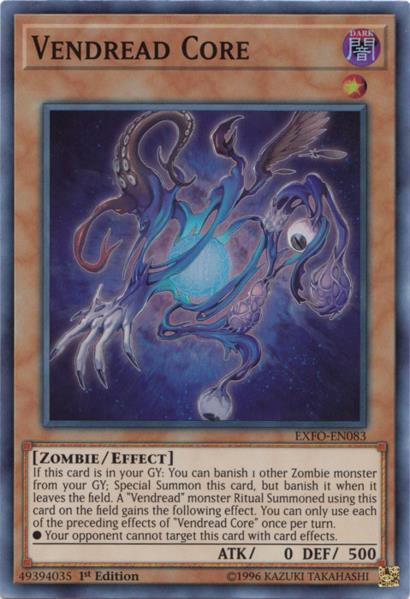 VENDREAD CORE
DARK
闇
EXFO-EN083
[ZOMBIE/EFFECT]
If this card is in your GY: You can banish 1 other Zombie monster
from your GY; Special Summon this card, but banish it when it
leaves the field. A "Vendread" monster Ritual Summoned using this
card on the field gains the following effect. You can only use each
of the preceding effects of "Vendread Core" once per turn.
● Your opponent cannot target this card with card effects.
ATK/ 0 DEF/ 500
49394035 1st Edition ©1996 KAZUKI TAKAHASHI